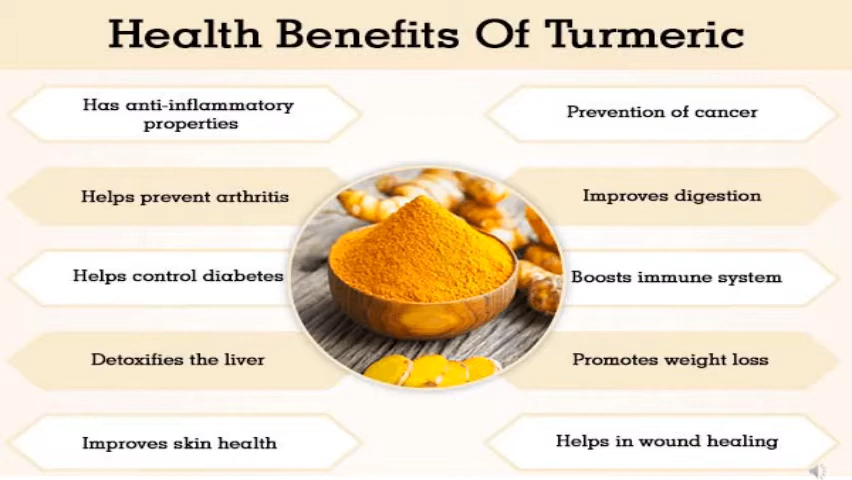 Health Benefits Of Turmeric
Has anti-inflammatory
properties
Prevention of cancer
Helps prevent arthritis
Improves digestion
Helps control diabetes
Boosts immune system
Detoxifies the liver
Promotes weight loss
Improves skin health
Helps in wound healing